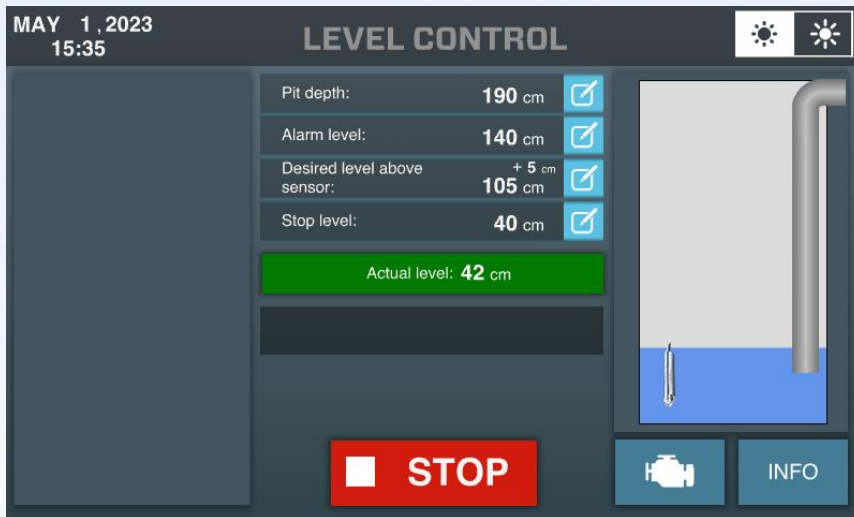 MAY 1,2023
15:35
LEVEL CONTROL
Pit depth: 190 cm
Alarm level: 140 cm
Desired level above sensor: + 5 cm
105 cm
Stop level: 40 cm
Actual level: 42 cm
STOP
INFO